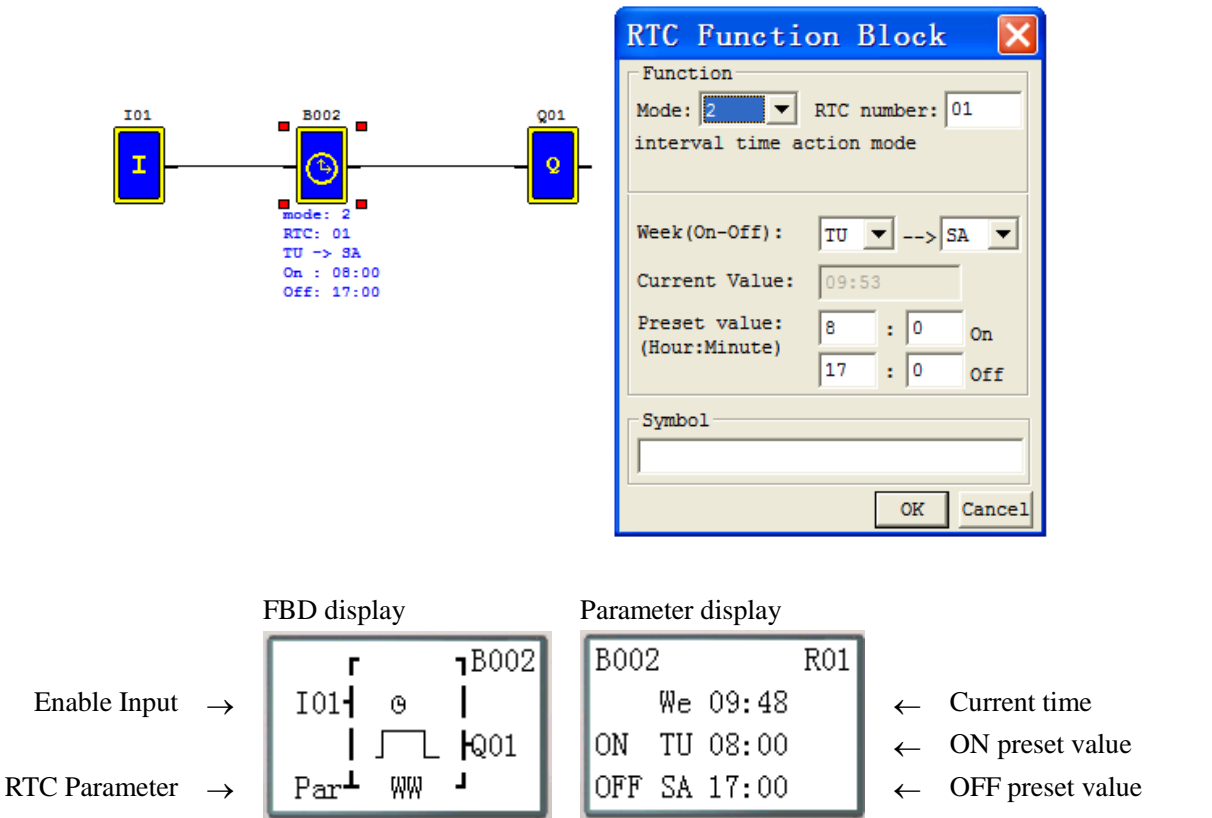 I01
B002
Q01
I
Q
mode: 2
RTC: 01
TU -> SA
On : 08:00
Off: 17:00
RTC Function Block
Function
Mode: 2 RTC number: 01
interval time action mode
Week(On-Off): TU --> SA
Current Value: 09:53
Preset value: 8 : 0 On
(Hour:Minute)
17 : 0 Off
Symbol
OK Cancel
FBD display
B002
Enable Input → I01
Q01
RTC Parameter → Par WW
Parameter display
B002 R01
We 09:48 ← Current time
ON TU 08:00 ← ON preset value
OFF SA 17:00 ← OFF preset value